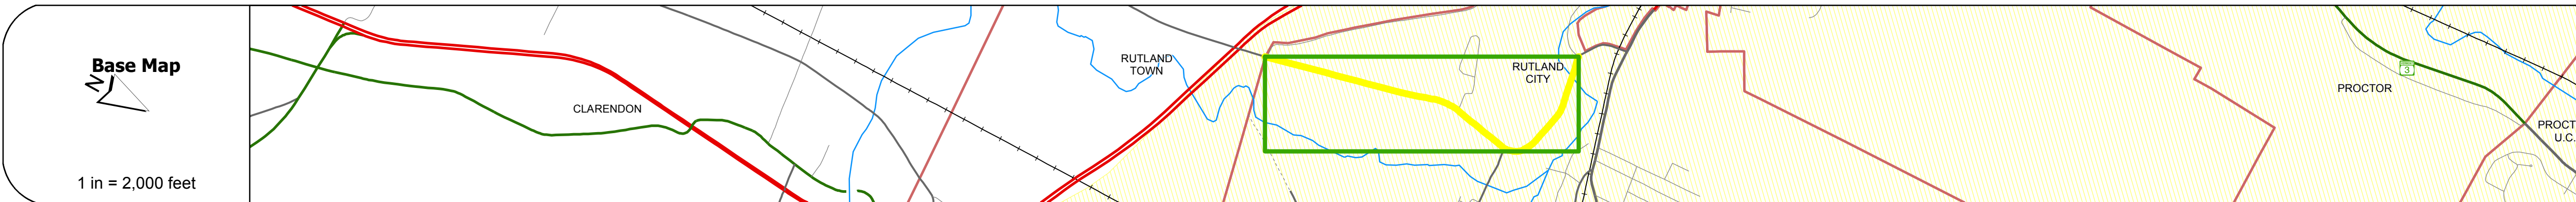 Base Map
N
1 in = 2,000 feet
CLARENDON
RUTLAND
TOWN
RUTLAND
CITY
3
PROCTOR
PROCT
U.C.